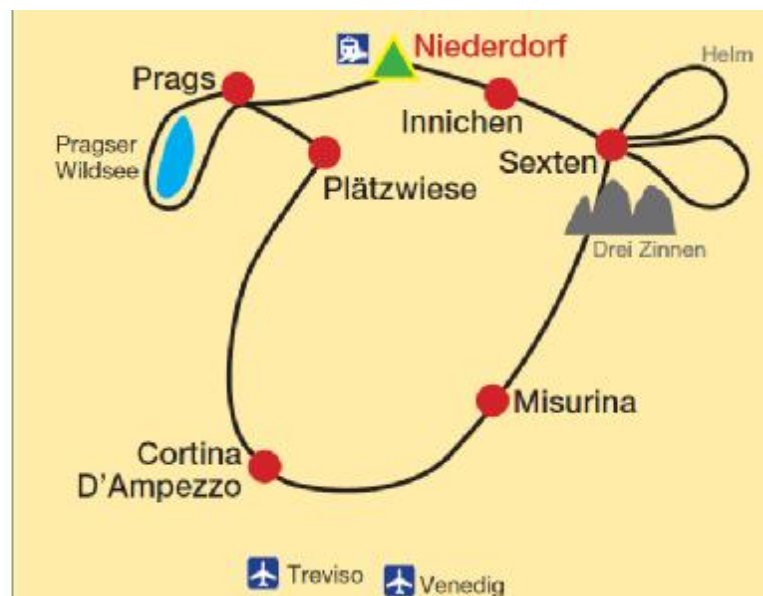 Niederdorf
Helm
Prags
Innichen
Pragser
Wildsee
Sexten
Plätzwiese
Drei Zinnen
Misurina
Cortina
D'Ampezzo
Treviso
Venedig